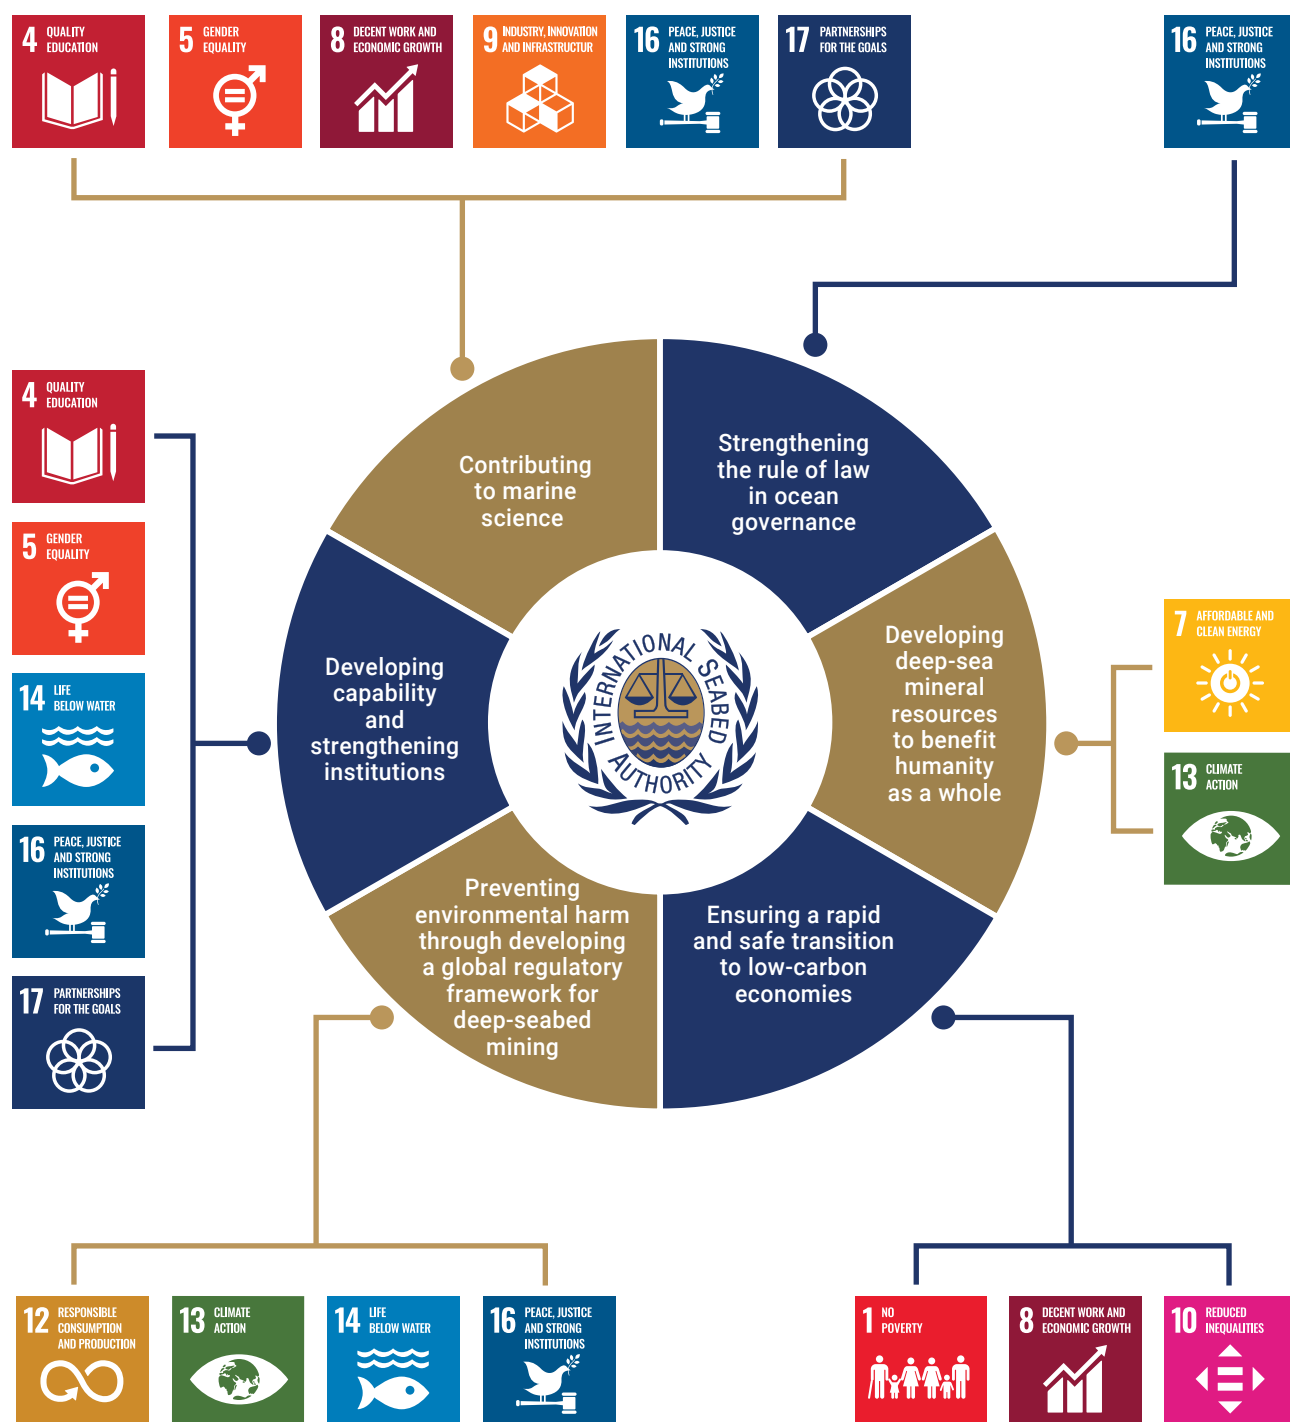 4 QUALITY
EDUCATION
5 GENDER
EQUALITY
8 DECENT WORK AND
ECONOMIC GROWTH
9 INDUSTRY, INNOVATION
AND INFRASTRUCTUR
16 PEACE, JUSTICE
AND STRONG
INSTITUTIONS
17 PARTNERSHIPS
FOR THE GOALS
16 PEACE, JUSTICE
AND STRONG
INSTITUTIONS
4 QUALITY
EDUCATION
5 GENDER
EQUALITY
14 LIFE
BELOW WATER
16 PEACE, JUSTICE
AND STRONG
INSTITUTIONS
17 PARTNERSHIPS
FOR THE GOALS
Contributing
to marine
science
Strengthening
the rule of law
in ocean
governance
Developing
capability
and
strengthening
institutions
INTERNATIONAL SEABED
AUTHORITY
Developing
deep-sea
mineral
resources
to benefit
humanity
as a whole
7 AFFORDABLE AND
CLEAN ENERGY
13 CLIMATE
ACTION
Preventing
environmental harm
through developing
a global regulatory
framework for
deep-seabed
mining
Ensuring a rapid
and safe transition
to low-carbon
economies
12 RESPONSIBLE
CONSUMPTION
AND PRODUCTION
13 CLIMATE
ACTION
14 LIFE
BELOW WATER
16 PEACE, JUSTICE
AND STRONG
INSTITUTIONS
1 NO
POVERTY
8 DECENT WORK AND
ECONOMIC GROWTH
10 REDUCED
INEQUALITIES